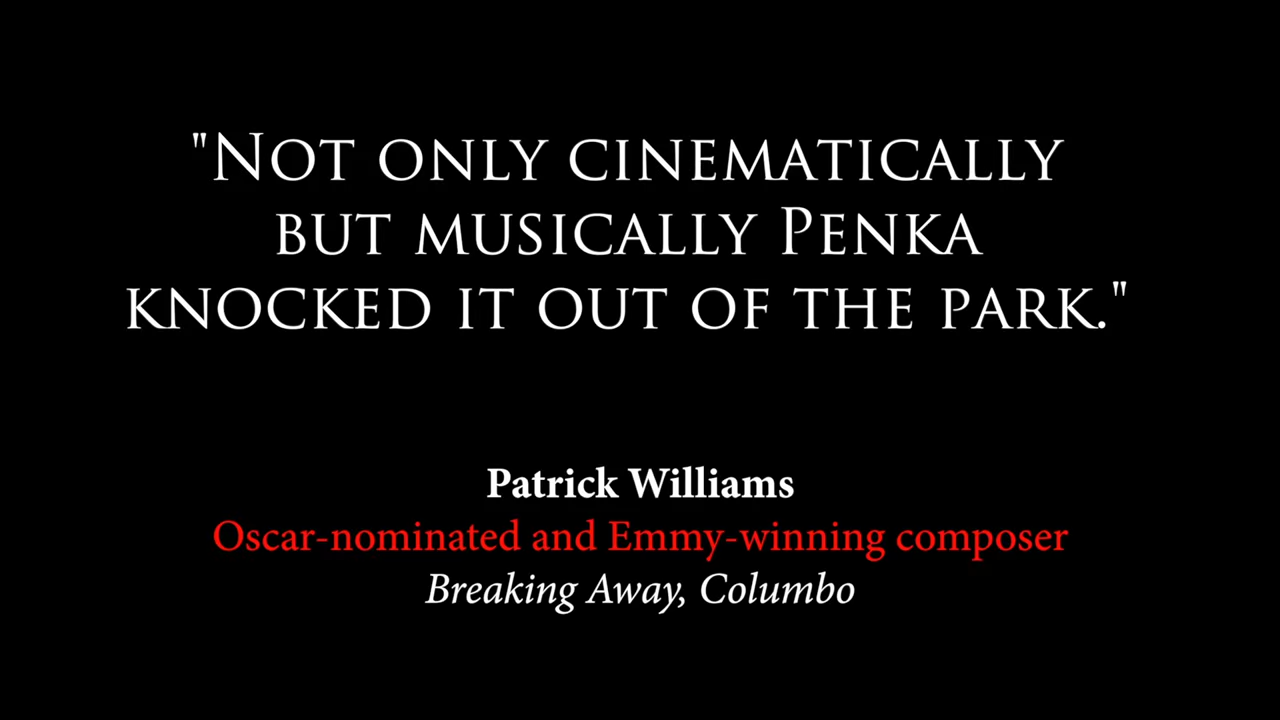 "Not only cinematically
but musically Penka
knocked it out of the park."
Patrick Williams
Oscar-nominated and Emmy-winning composer
Breaking Away, Columbo